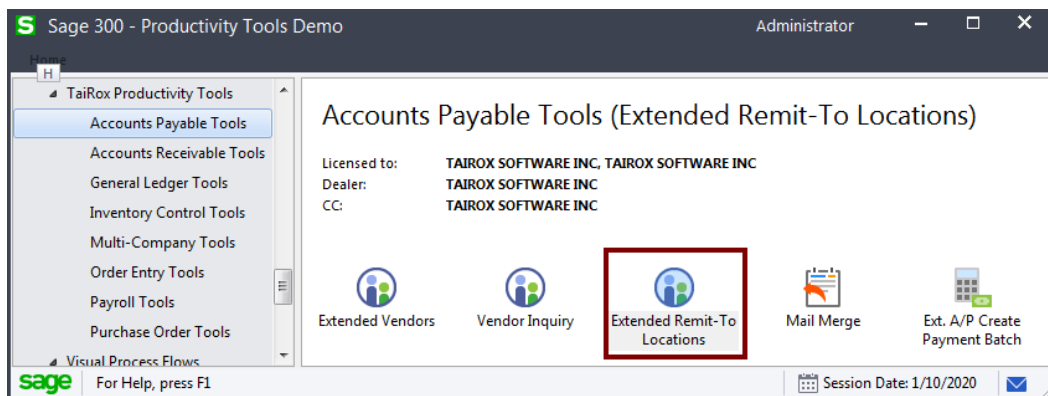 S Sage 300 - Productivity Tools Demo
Administrator
Home
H
TaiRox Productivity Tools
Accounts Payable Tools
Accounts Receivable Tools
General Ledger Tools
Inventory Control Tools
Multi-Company Tools
Order Entry Tools
Payroll Tools
Purchase Order Tools
Visual Process Flows
Accounts Payable Tools (Extended Remit-To Locations)
Licensed to: TAIROX SOFTWARE INC, TAIROX SOFTWARE INC
Dealer: TAIROX SOFTWARE INC
CC: TAIROX SOFTWARE INC
Extended Vendors
Vendor Inquiry
Extended Remit-To
Locations
Mail Merge
Ext. A/P Create
Payment Batch
sage For Help, press F1
Session Date: 1/10/2020